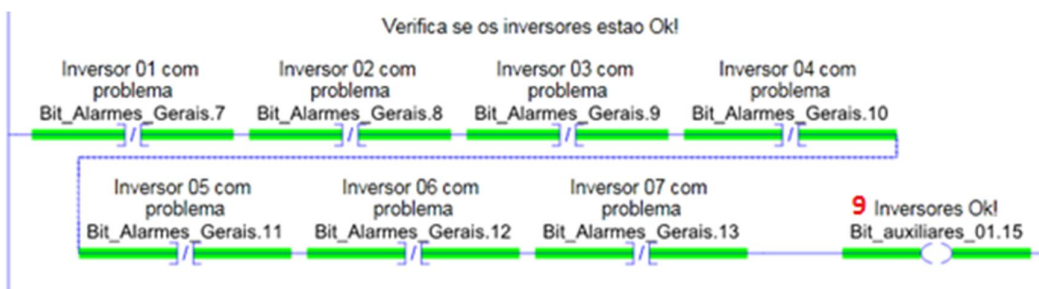 Verifica se os inversores estao Ok!
Inversor 01 com
problema
Bit_Alarmes_Gerais.7
Inversor 02 com
problema
Bit_Alarmes_Gerais.8
Inversor 03 com
problema
Bit_Alarmes_Gerais.9
Inversor 04 com
problema
Bit_Alarmes_Gerais.10
Inversor 05 com
problema
Bit_Alarmes_Gerais.11
Inversor 06 com
problema
Bit_Alarmes_Gerais.12
Inversor 07 com
problema
Bit_Alarmes_Gerais.13
9 Inversores Ok!
Bit_auxiliares_01.15